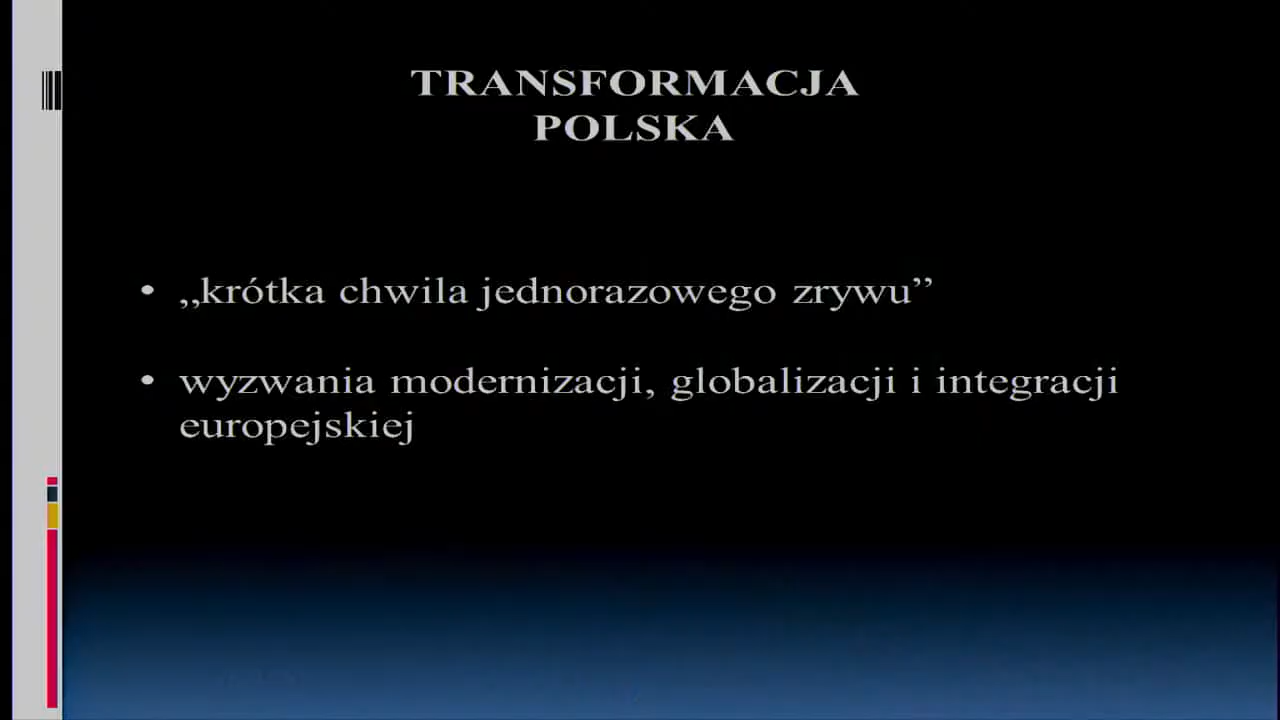 TRANSFORMACJA
POLSKA
• „krótka chwila jednorazowego zrywu”
• wyzwania modernizacji, globalizacji i integracji
europejskiej